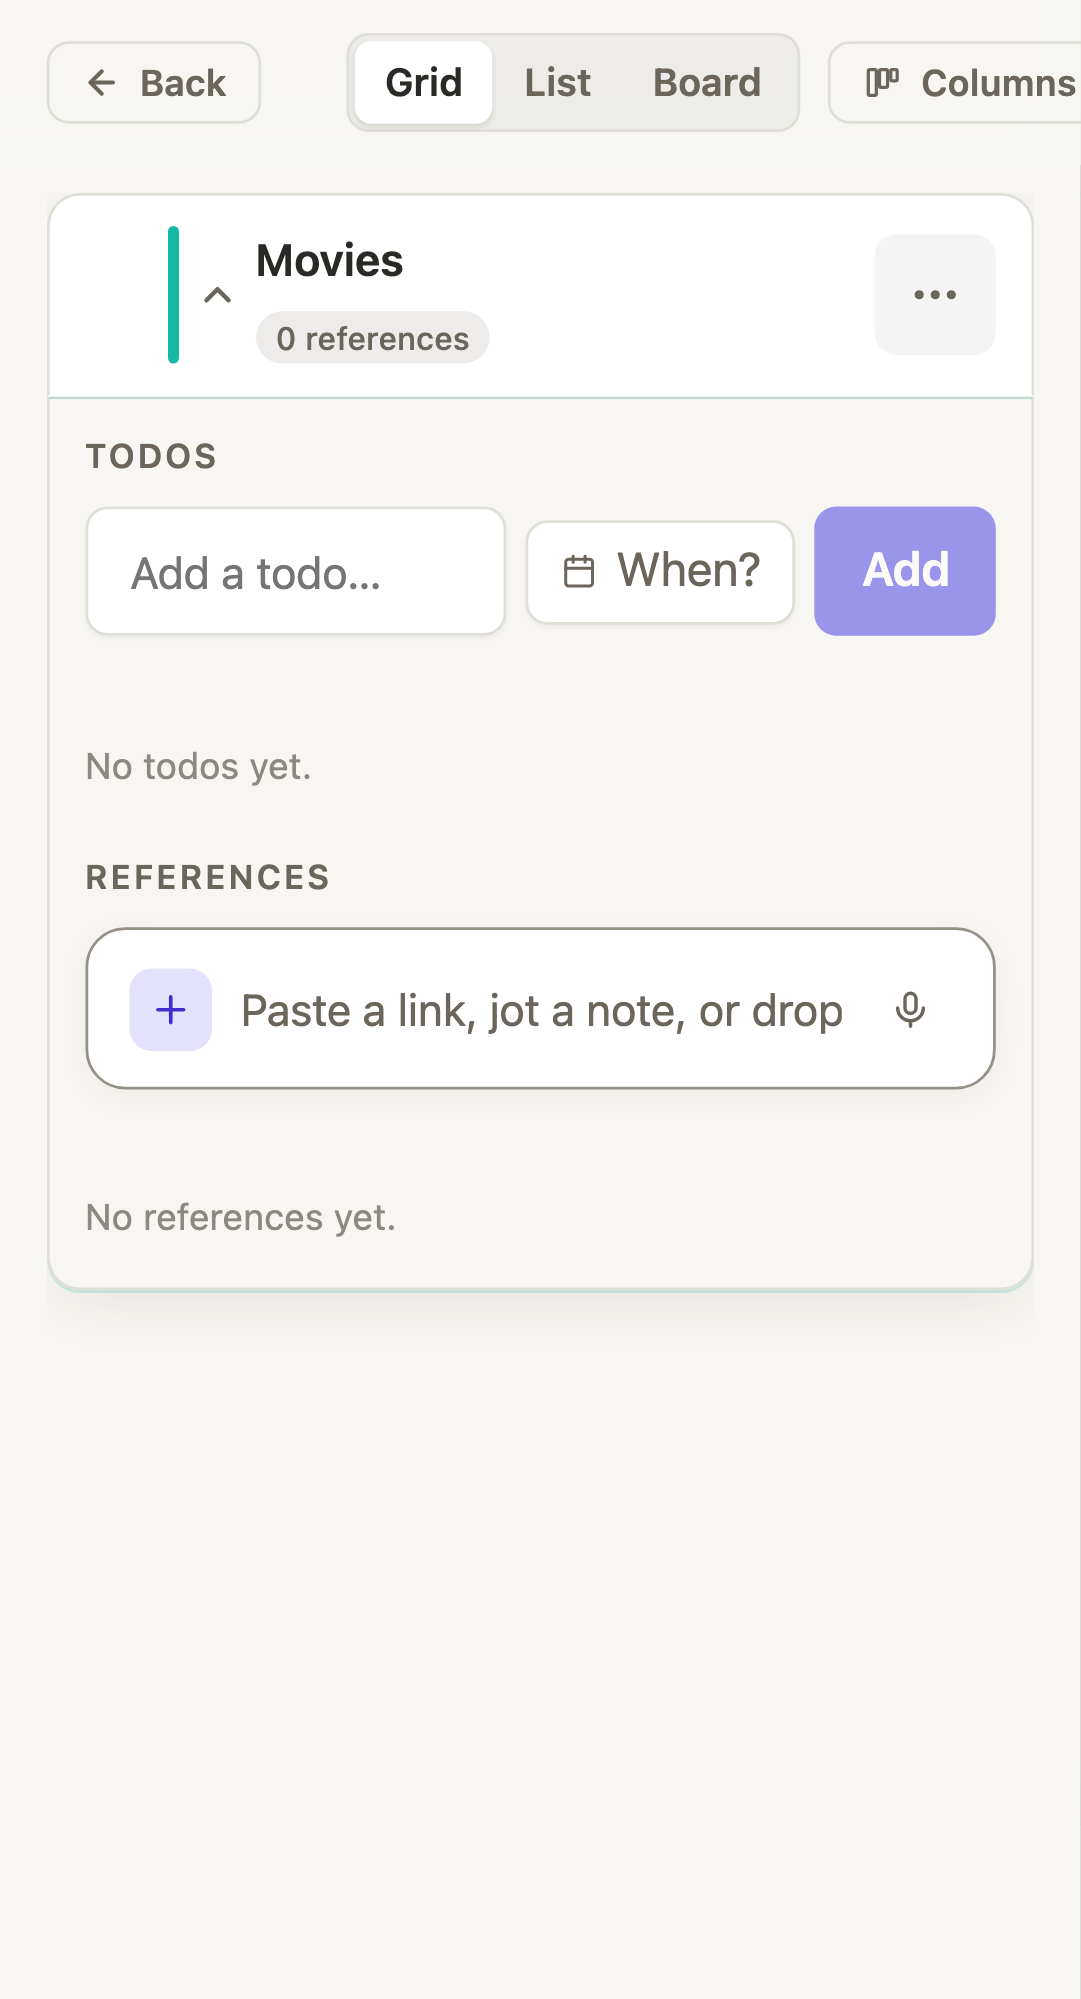 Back
Grid
List
Board
Columns
Movies
0 references
TODOS
Add a todo...
When?
Add
No todos yet.
REFERENCES
Paste a link, jot a note, or drop
No references yet.